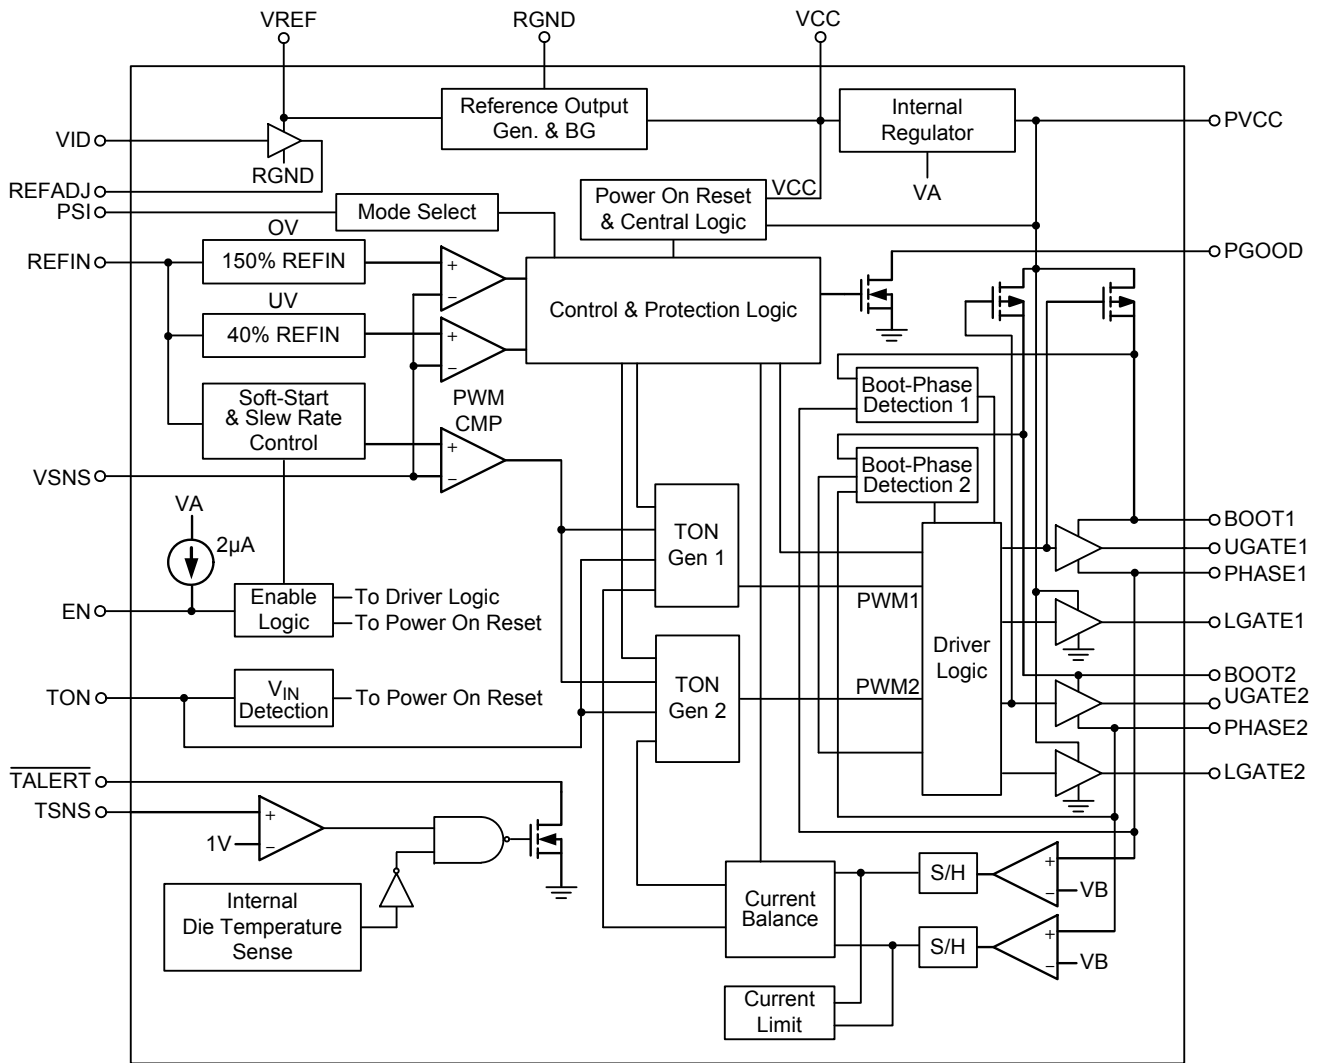 VREF
RGND
VCC
Reference Output
Gen. & BG
Internal
Regulator
PVCC
VID
RGND
VA
REFADJ
PSI
Mode Select
Power On Reset
& Central Logic
VCC
OV
REFIN
150% REFIN
+
−
PGOOD
Control & Protection Logic
UV
40% REFIN
+
−
Soft-Start
& Slew Rate
Control
PWM
CMP
+
−
VSNS
Boot-Phase
Detection 1
Boot-Phase
Detection 2
VA
2µA
TON
Gen 1
BOOT1
UGATE1
PHASE1
EN
Enable
Logic
To Driver Logic
To Power On Reset
PWM1
LGATE1
Driver
Logic
TON
VIN
Detection
To Power On Reset
TON
Gen 2
PWM2
BOOT2
UGATE2
PHASE2
TALERT
LGATE2
TSNS
+
−
1V
Internal
Die Temperature
Sense
Current
Balance
S/H
+
−
VB
S/H
+
−
VB
Current
Limit